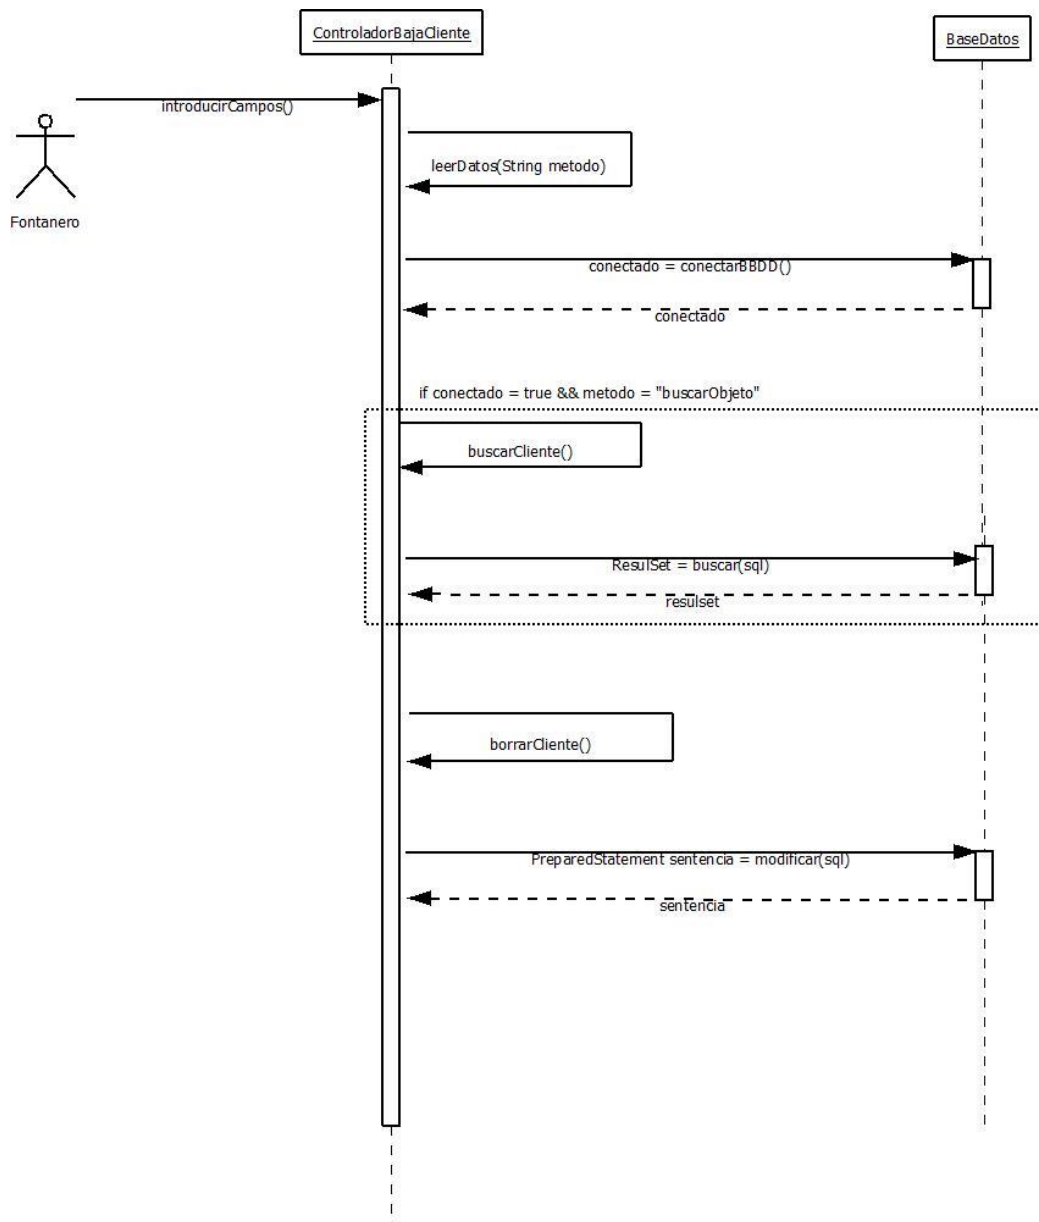 ControladorBajaCliente
BaseDatos
introducirCampos()
Fontanero
leerDatos(String metodo)
conectado = conectarBBDD()
conectado
if conectado = true && metodo = "buscarObjeto"
buscarCliente()
ResulSet = buscar(sql)
resulset
borrarCliente()
PreparedStatement sentencia = modificar(sql)
sentencia